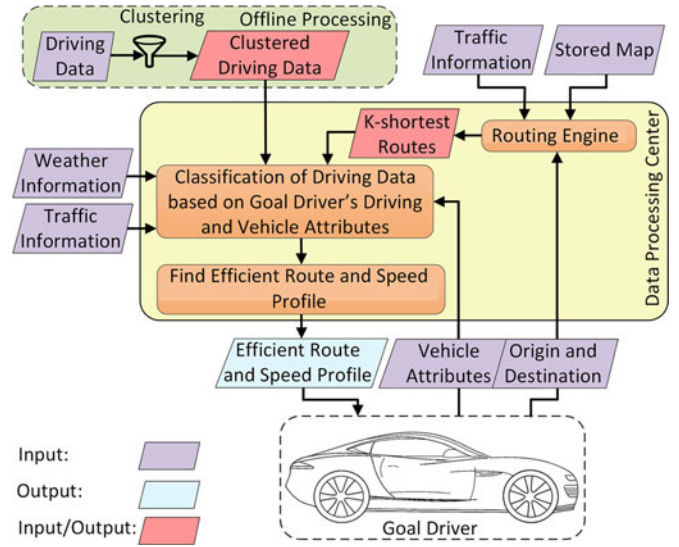 Clustering
Offline Processing
Driving
Data
Clustered
Driving Data
Traffic
Information
Stored Map
K-shortest
Routes
Routing Engine
Weather
Information
Traffic
Information
Classification of Driving Data
based on Goal Driver's Driving
and Vehicle Attributes
Find Efficient Route and Speed
Profile
Data Processing Center
Efficient Route
and Speed Profile
Vehicle
Attributes
Origin and
Destination
Goal Driver
Input:
Output:
Input/Output: